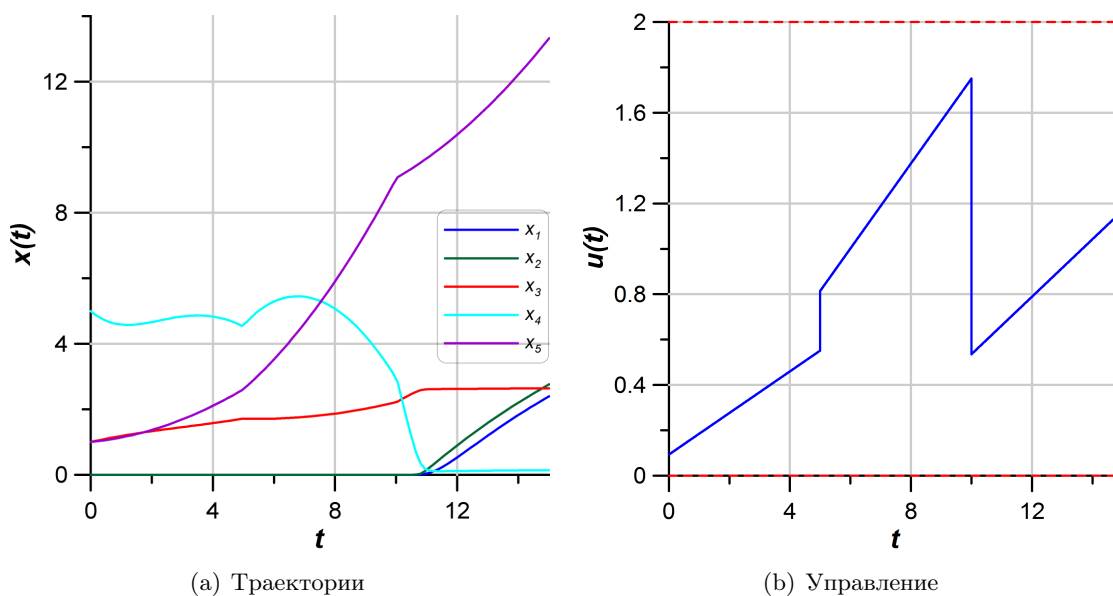 12
8
4
0
x(t)
0 4 8 12
t
x1
x2
x3
x4
x5
(a) Траектории
2
1.6
1.2
0.8
0.4
0
u(t)
0 4 8 12
t
(b) Управление